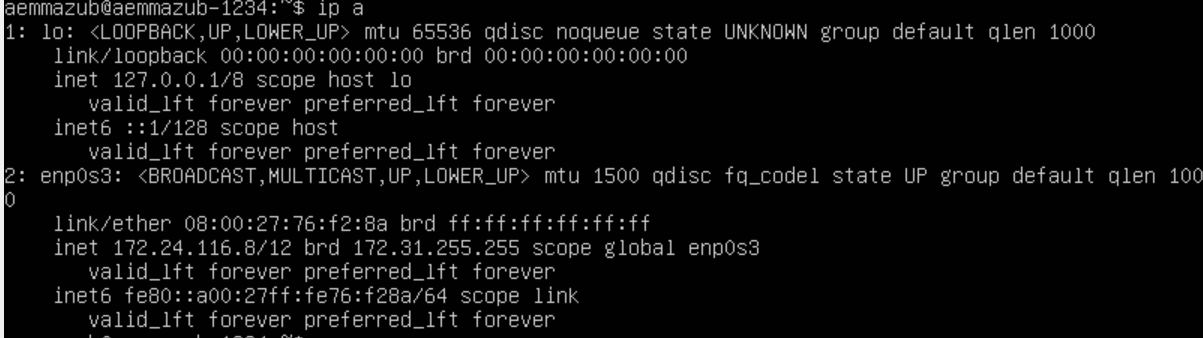 aemmazub@aemmazub-1234:~$ ip a
1: lo: <LOOPBACK,UP,LOWER_UP> mtu 65536 qdisc noqueue state UNKNOWN group default qlen 1000
    link/loopback 00:00:00:00:00:00 brd 00:00:00:00:00:00
    inet 127.0.0.1/8 scope host lo
       valid_lft forever preferred_lft forever
    inet6 ::1/128 scope host
       valid_lft forever preferred_lft forever
2: enp0s3: <BROADCAST,MULTICAST,UP,LOWER_UP> mtu 1500 qdisc fq_codel state UP group default qlen 100
0
    link/ether 08:00:27:76:f2:8a brd ff:ff:ff:ff:ff:ff
    inet 172.24.116.8/12 brd 172.31.255.255 scope global enp0s3
       valid_lft forever preferred_lft forever
    inet6 fe80::a00:27ff:fe76:f28a/64 scope link
       valid_lft forever preferred_lft forever